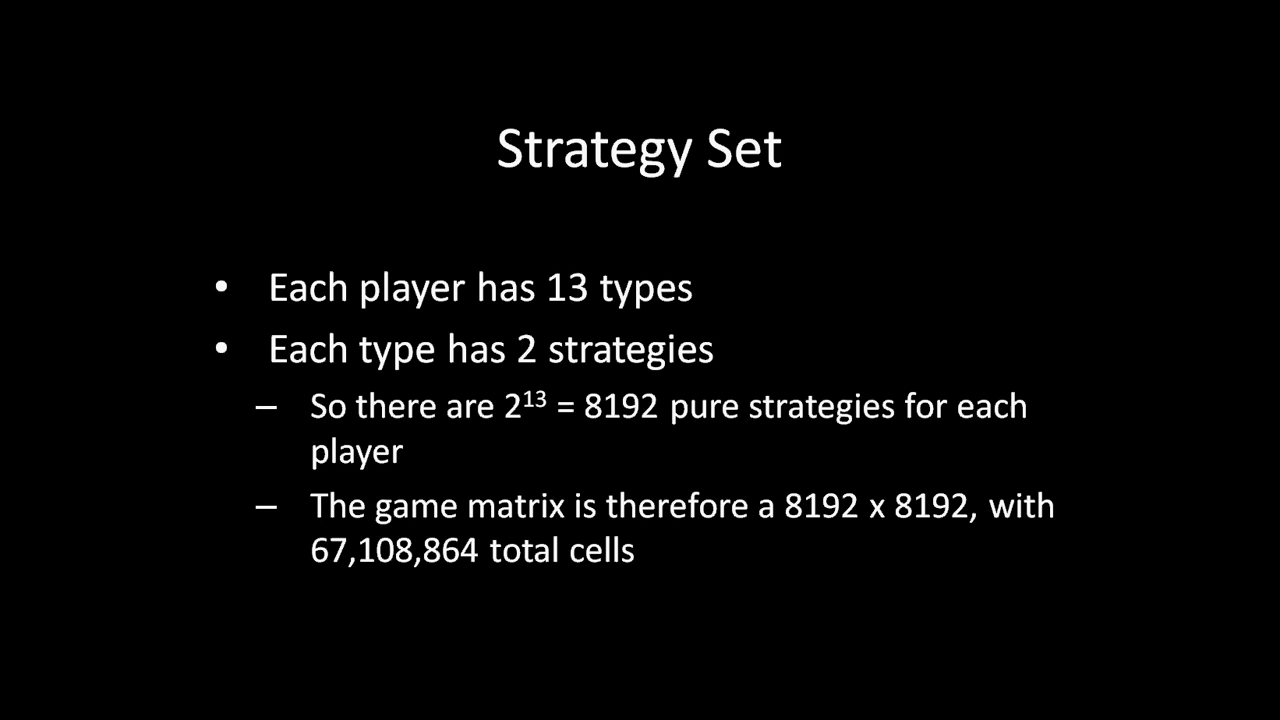 Strategy Set
• Each player has 13 types
• Each type has 2 strategies
– So there are 2¹³ = 8192 pure strategies for each
player
– The game matrix is therefore a 8192 x 8192, with
67,108,864 total cells